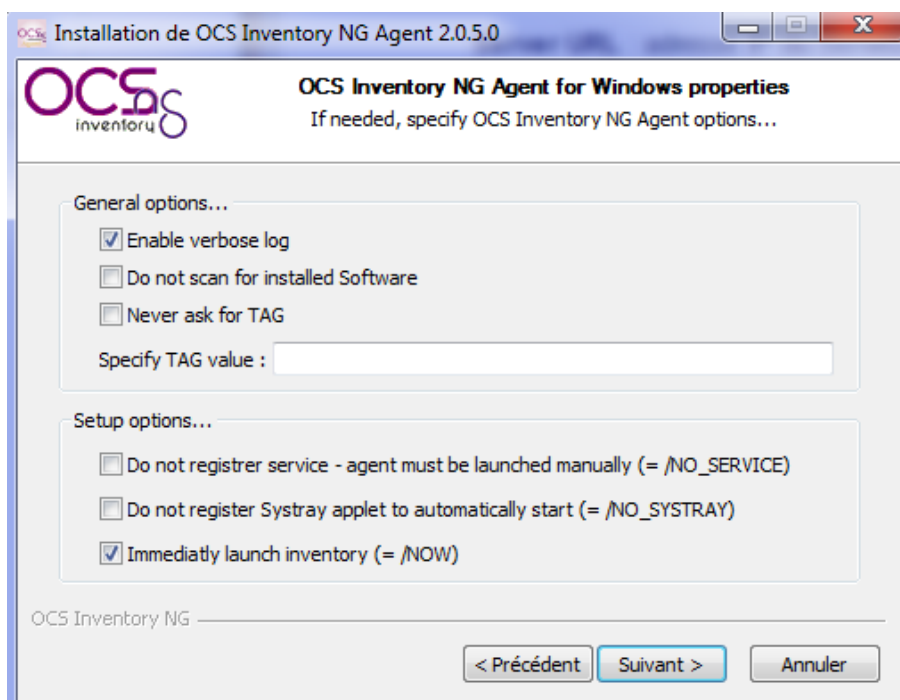 Installation de OCS Inventory NG Agent 2.0.5.0
OCS inventory NG
OCS Inventory NG Agent for Windows properties
If needed, specify OCS Inventory NG Agent options...
General options...
Enable verbose log
Do not scan for installed Software
Never ask for TAG
Specify TAG value :
Setup options...
Do not registrer service - agent must be launched manually (= /NO_SERVICE)
Do not register Systray applet to automatically start (= /NO_SYSTRAY)
Immediatly launch inventory (= /NOW)
OCS Inventory NG
< Précédent Suivant > Annuler